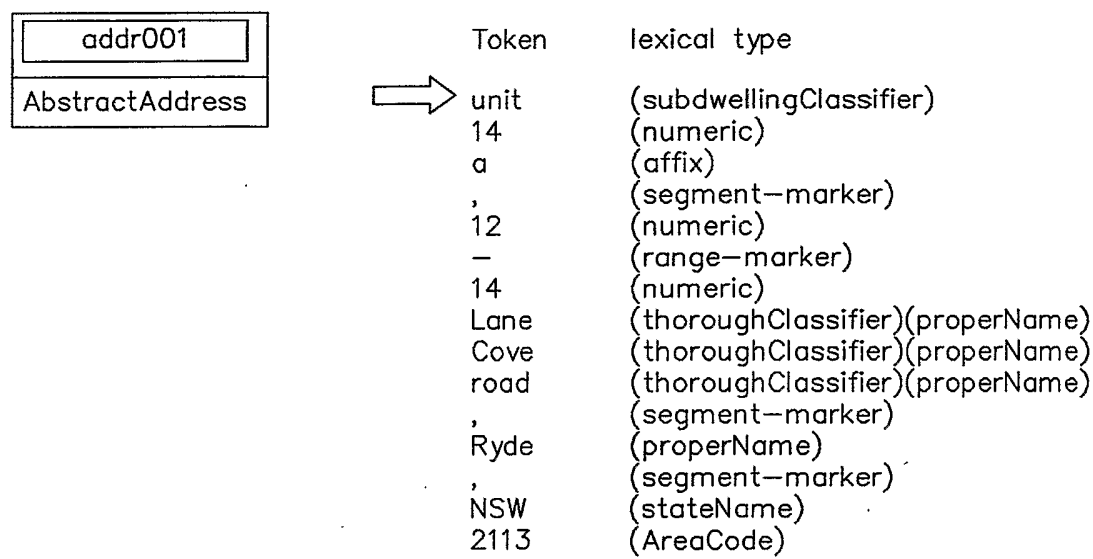 addr001
AbstractAddress
Token lexical type
unit (subdwellingClassifier)
14 (numeric)
a (affix)
, (segment-marker)
12 (numeric)
- (range-marker)
14 (numeric)
Lane (thoroughClassifier)(properName)
Cove (thoroughClassifier)(properName)
road (thoroughClassifier)(properName)
, (segment-marker)
Ryde (properName)
, (segment-marker)
NSW (stateName)
2113 (AreaCode)